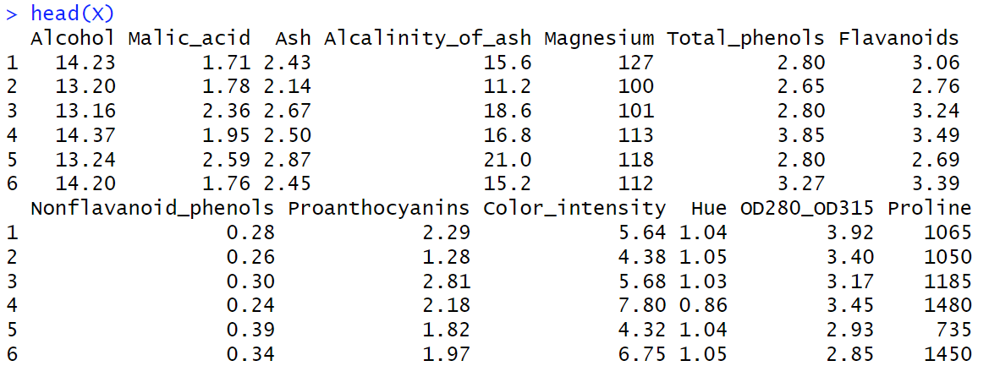 > head(X)
  Alcohol Malic_acid  Ash Alcalinity_of_ash Magnesium Total_phenols Flavanoids
1   14.23       1.71 2.43              15.6       127          2.80       3.06
2   13.20       1.78 2.14              11.2       100          2.65       2.76
3   13.16       2.36 2.67              18.6       101          2.80       3.24
4   14.37       1.95 2.50              16.8       113          3.85       3.49
5   13.24       2.59 2.87              21.0       118          2.80       2.69
6   14.20       1.76 2.45              15.2       112          3.27       3.39
  Nonflavanoid_phenols Proanthocyanins Color_intensity  Hue OD280_OD315 Proline
1                 0.28            2.29            5.64 1.04        3.92    1065
2                 0.26            1.28            4.38 1.05        3.40    1050
3                 0.30            2.81            5.68 1.03        3.17    1185
4                 0.24            2.18            7.80 0.86        3.45    1480
5                 0.39            1.82            4.32 1.04        2.93     735
6                 0.34            1.97            6.75 1.05        2.85    1450